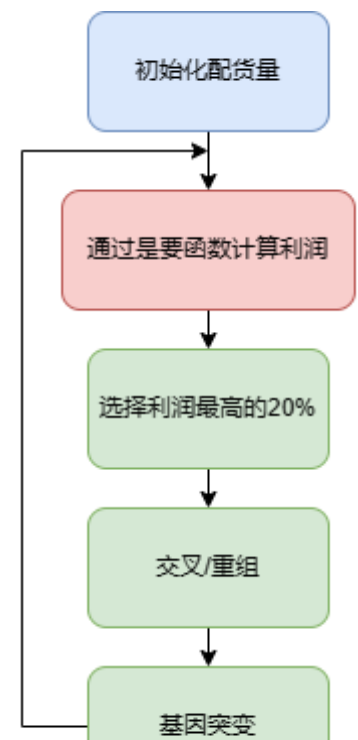 初始化配货量
通过是要函数计算利润
选择利润最高的20%
交叉/重组
基因突变